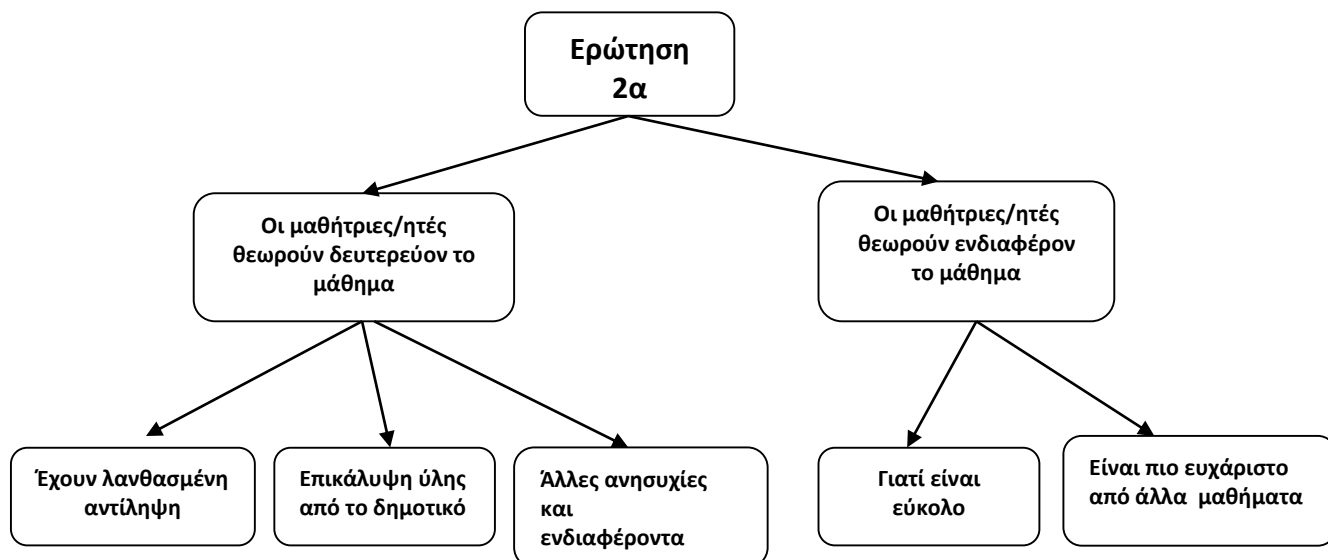 Ερώτηση
2α
Οι μαθήτριες/ητές
θεωρούν δευτερεύον το
μάθημα
Οι μαθήτριες/ητές
θεωρούν ενδιαφέρον
το μάθημα
Έχουν λανθασμένη
αντίληψη
Επικάλυψη ύλης
από το δημοτικό
Άλλες ανησυχίες
και
ενδιαφέροντα
Γιατί είναι
εύκολο
Είναι πιο ευχάριστο
από άλλα μαθήματα